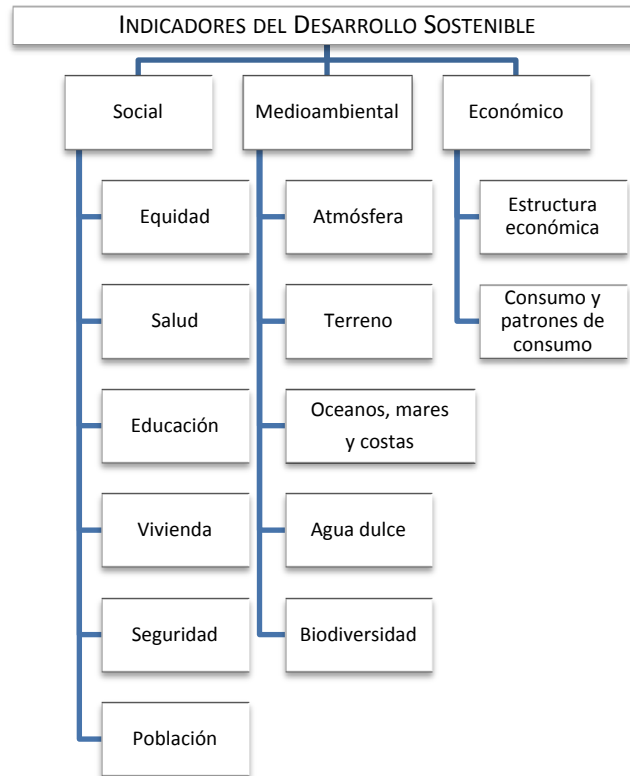 INDICADORES DEL DESARROLLO SOSTENIBLE
Social
Medioambiental
Económico
Equidad
Salud
Educación
Vivienda
Seguridad
Población
Atmósfera
Terreno
Oceanos, mares
y costas
Agua dulce
Biodiversidad
Estructura
económica
Consumo y
patrones de
consumo